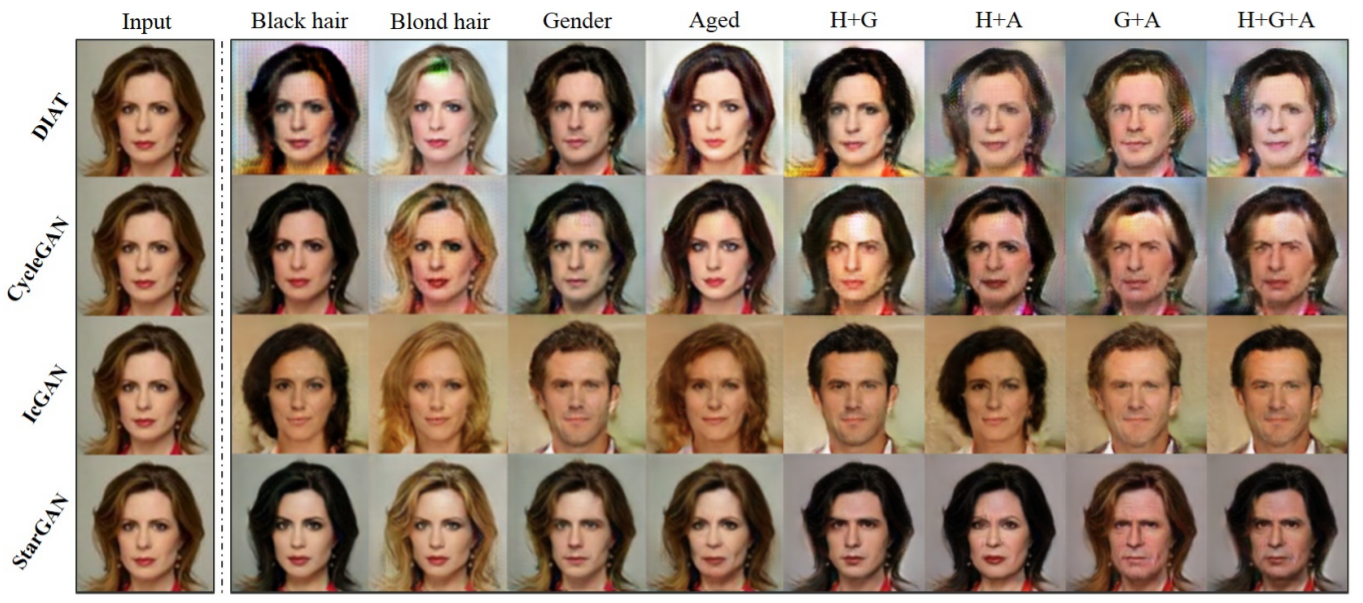 Input Black hair Blond hair Gender Aged H+G H+A G+A H+G+A
DIAT
CycleGAN
IcGAN
StarGAN